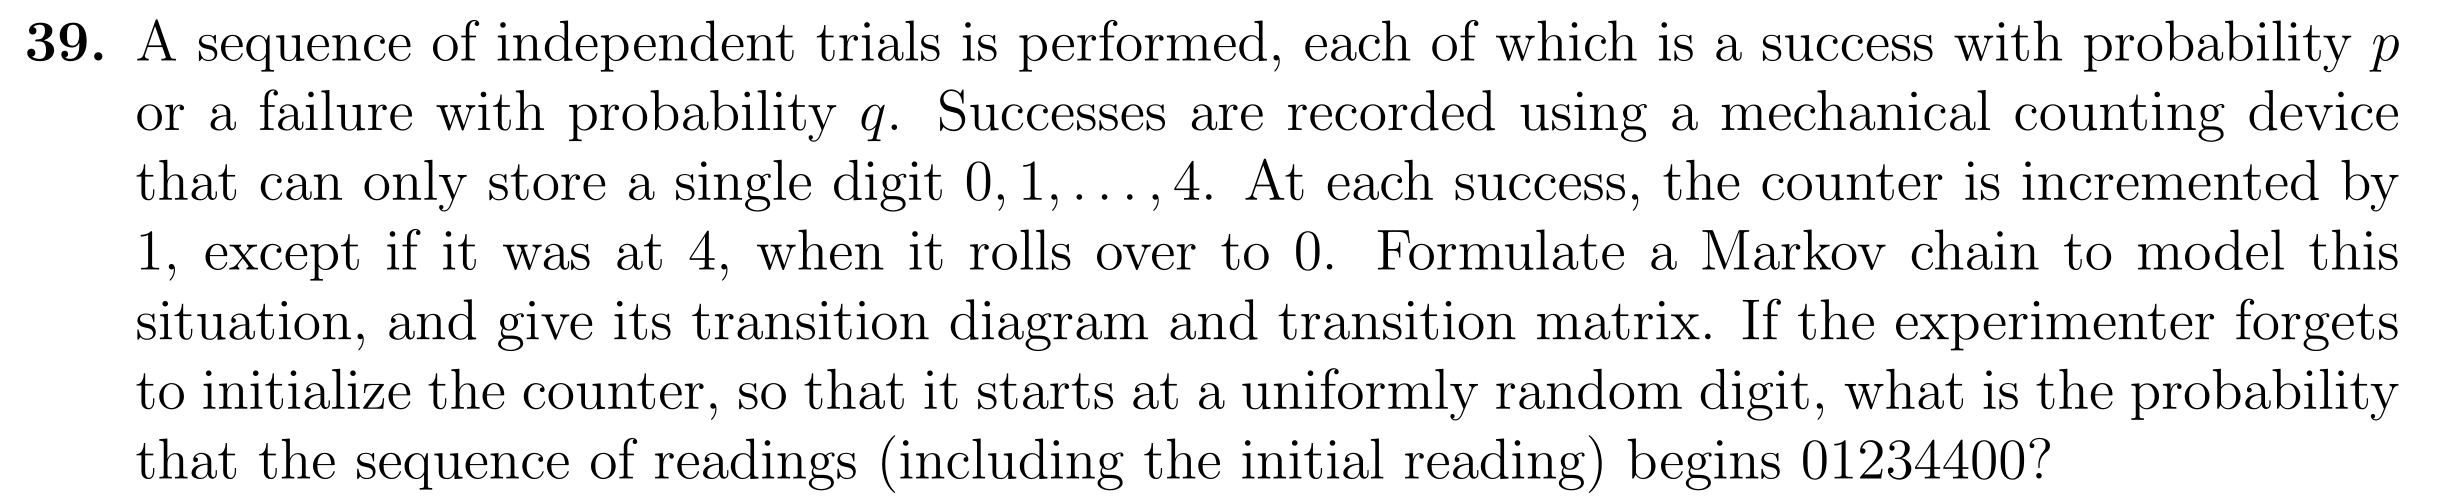 39. A sequence of independent trials is performed, each of which is a success with probability p
or a failure with probability q. Successes are recorded using a mechanical counting device
that can only store a single digit 0, 1, . . . , 4. At each success, the counter is incremented by
1, except if it was at 4, when it rolls over to 0. Formulate a Markov chain to model this
situation, and give its transition diagram and transition matrix. If the experimenter forgets
to initialize the counter, so that it starts at a uniformly random digit, what is the probability
that the sequence of readings (including the initial reading) begins 01234400?